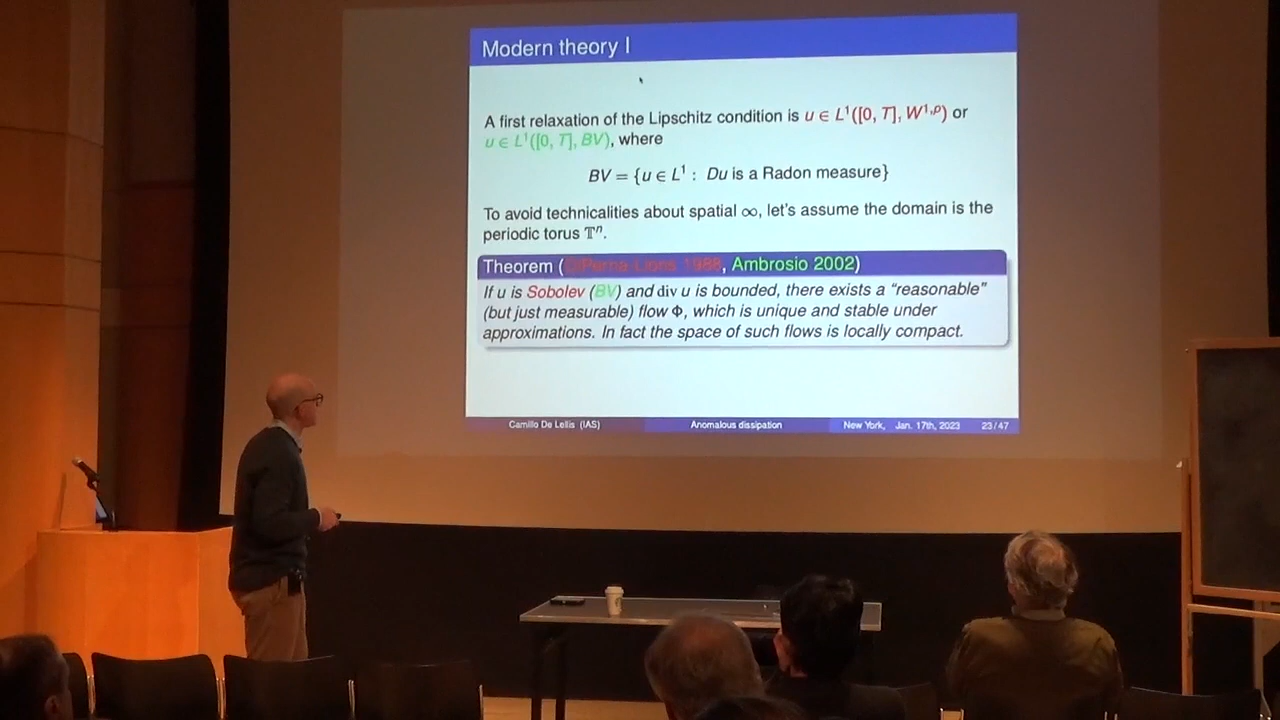 Modern theory I
A first relaxation of the Lipschitz condition is u ∈ L¹([0, T], W¹,ᵖ) or
u ∈ L¹([0, T], BV), where
BV = {u ∈ L¹ : Du is a Radon measure}
To avoid technicalities about spatial ∞, let's assume the domain is the
periodic torus 𝕋ⁿ.
Theorem (DiPerna-Lions 1988, Ambrosio 2002)
If u is Sobolev (BV) and div u is bounded, there exists a “reasonable”
(but just measurable) flow Φ, which is unique and stable under
approximations. In fact the space of such flows is locally compact.
Camillo De Lellis (IAS) Anomalous dissipation New York, Jan. 17th, 2023 23/47